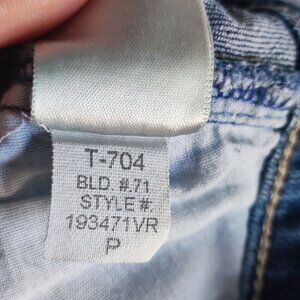 T-704
BLD. #.71
STYLE #.
193471VR
P